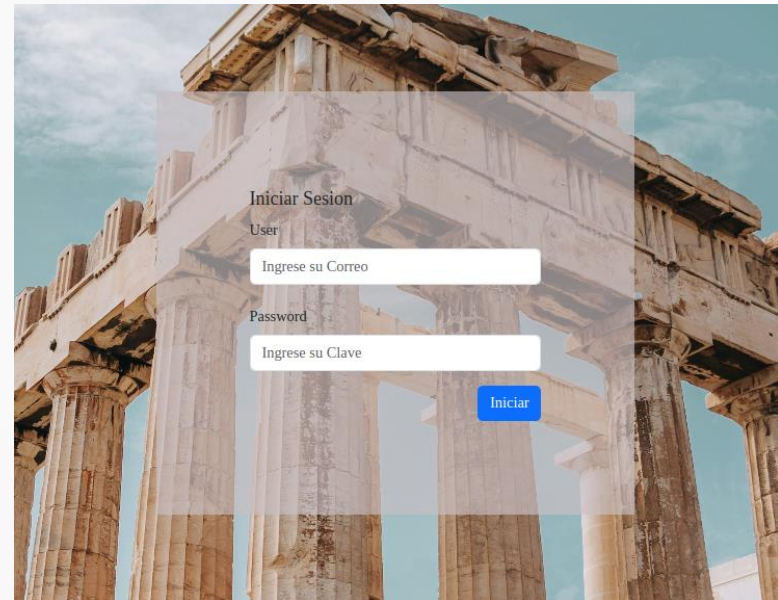 Iniciar Sesion
User
Ingrese su Correo
Password
Ingrese su Clave
Iniciar